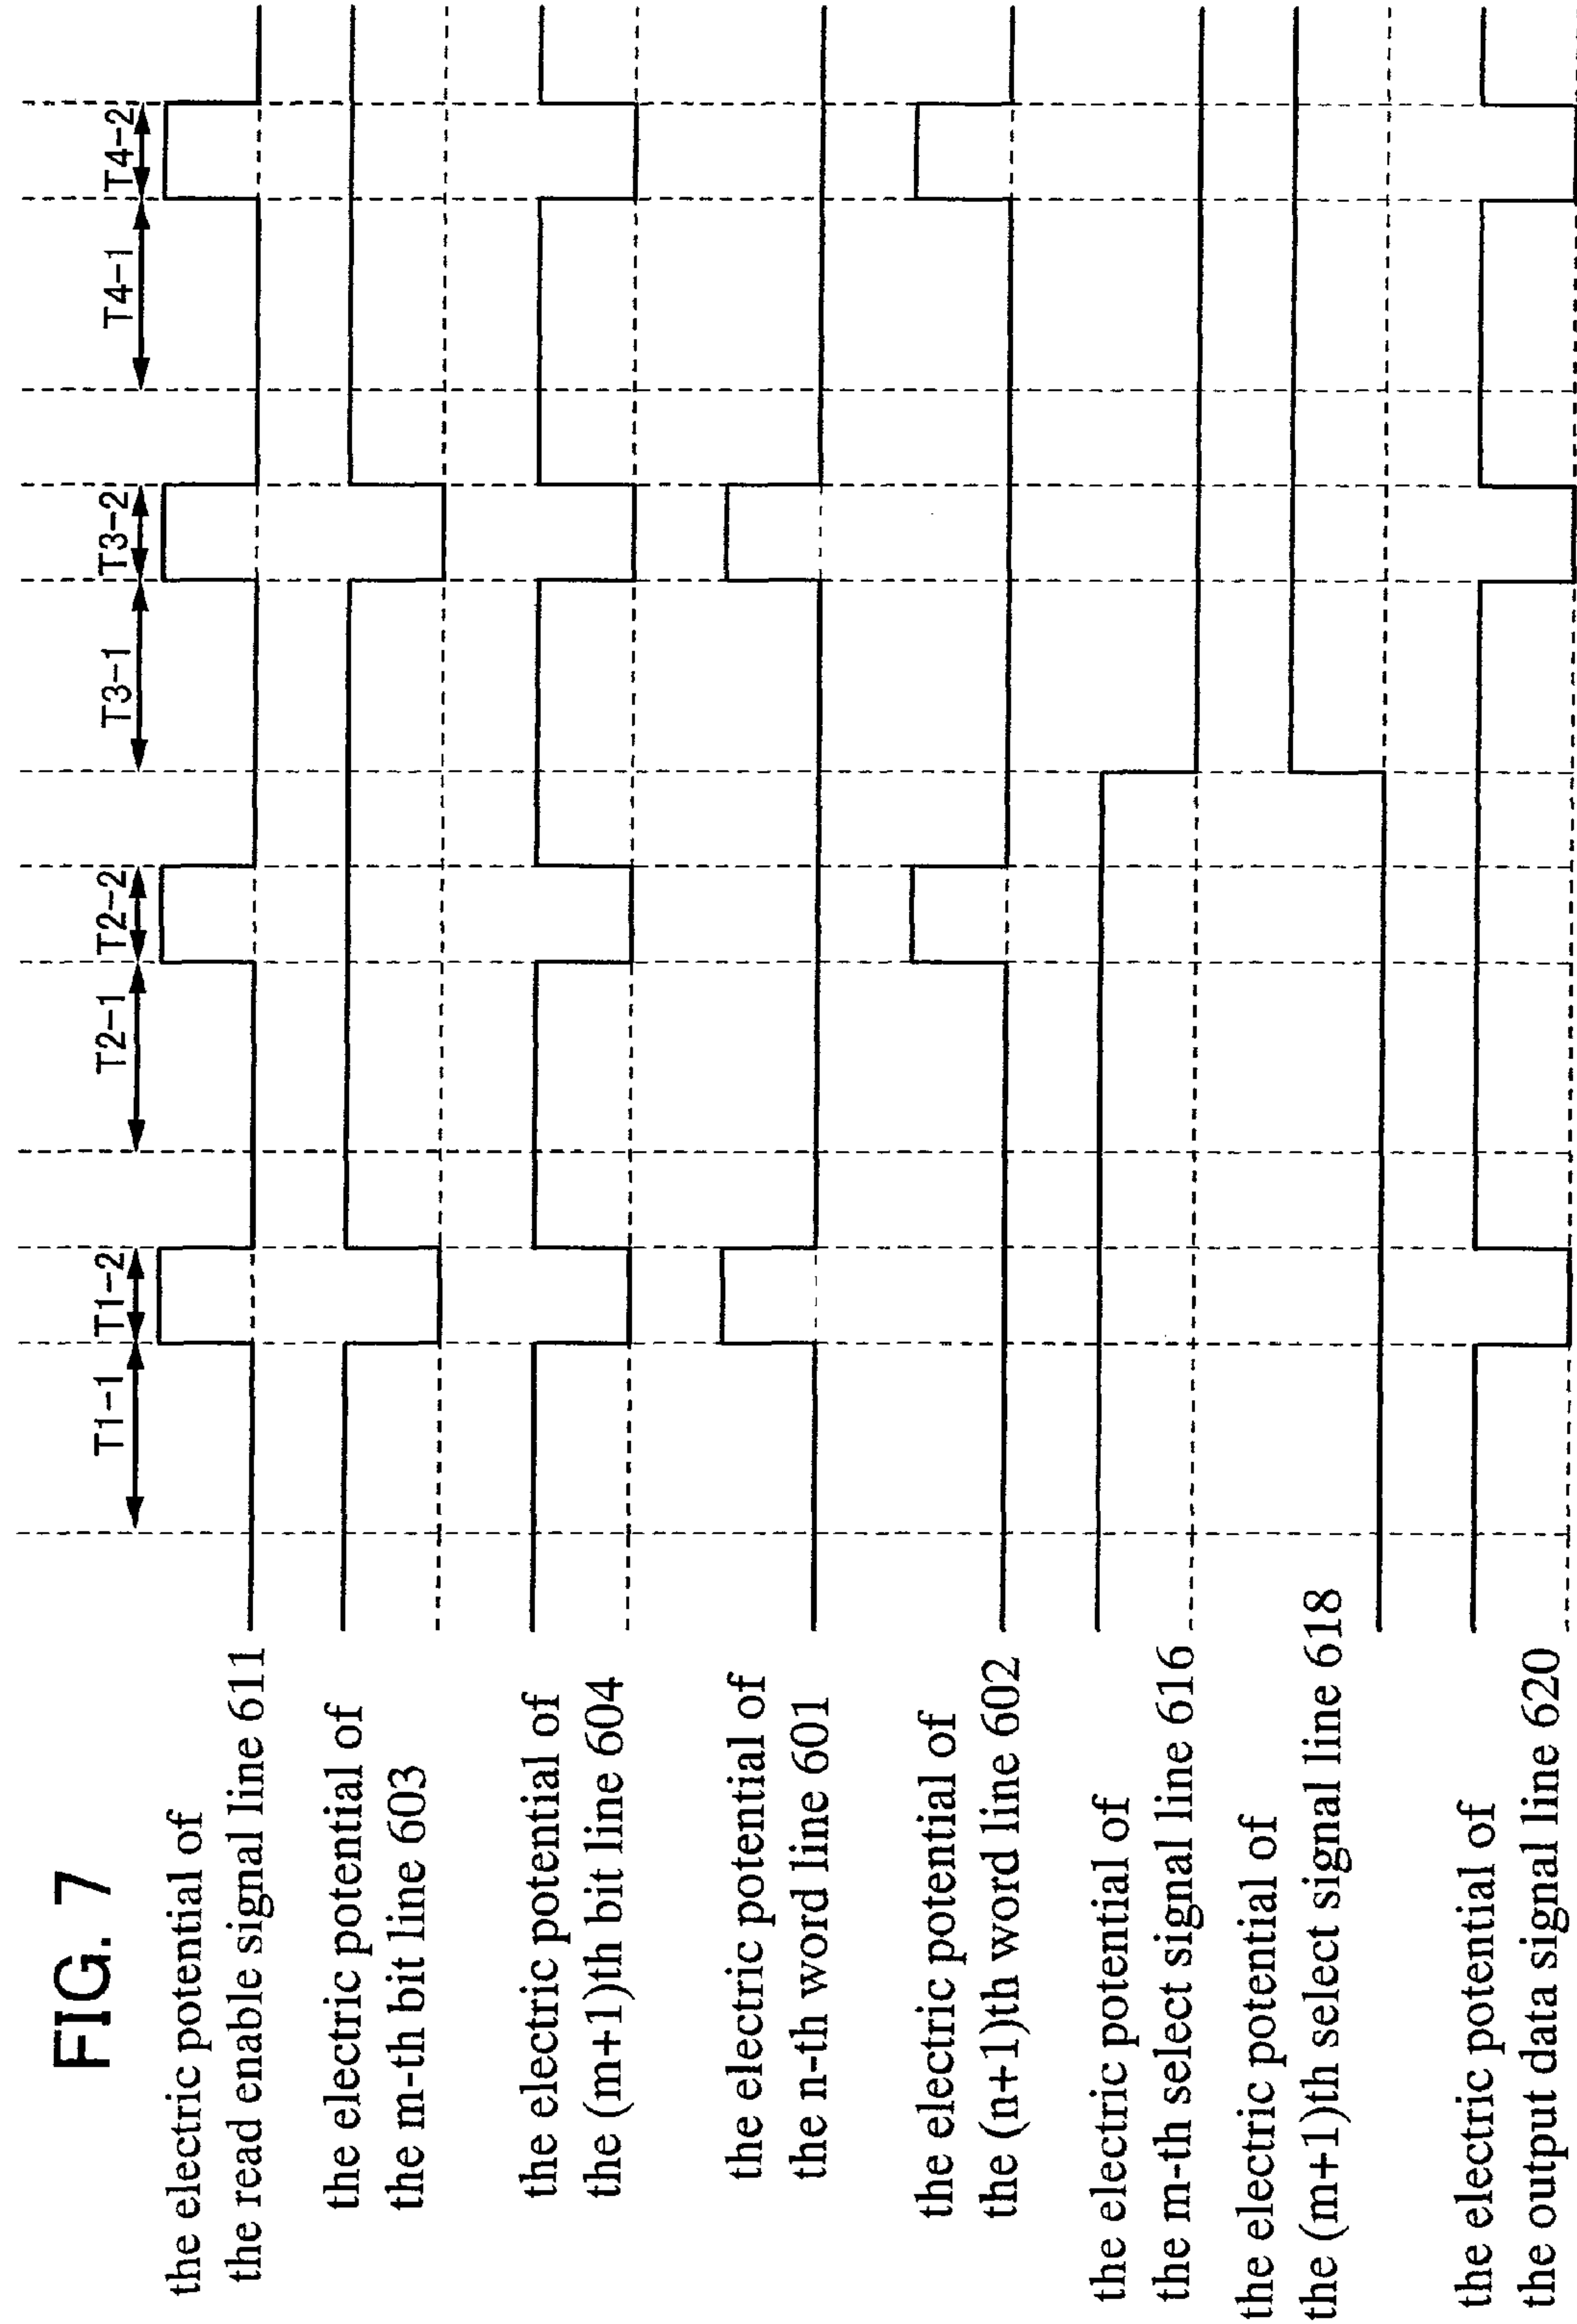 FIG. 7
T1-1
T1-2
T2-1
T2-2
T3-1
T3-2
T4-1
T4-2
the electric potential of
the read enable signal line 611
the electric potential of
the m-th bit line 603
the electric potential of
the (m+1)th bit line 604
the electric potential of
the n-th word line 601
the electric potential of
the (n+1)th word line 602
the electric potential of
the m-th select signal line 616
the electric potential of
the (m+1)th select signal line 618
the electric potential of
the output data signal line 620